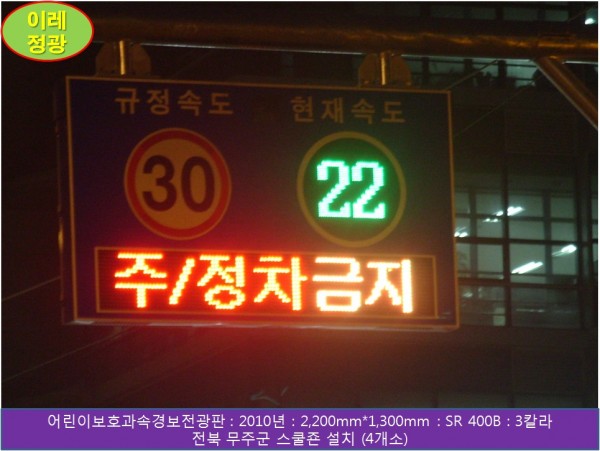 이레
정광
규정속도 현재속도
30 22
주/정차금지
어린이보호과속경보전광판 : 2010년 : 2,200mm*1,300mm : SR 400B : 3칼라
전북 무주군 스쿨죤 설치 (4개소)